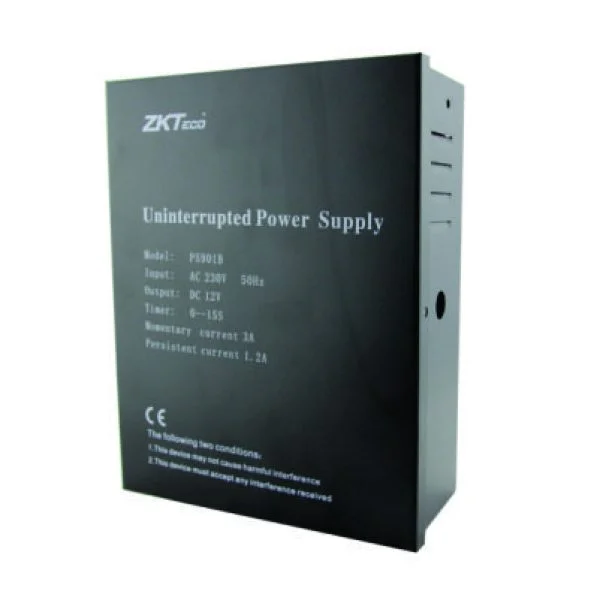 ZKTECO
Uninterrupted Power Supply
Model: PS901B
Input: AC 230V 50Hz
Output: DC 12V
Timer: 0--15S
Momentary current 3A
Persistent current 1.2A
CE
The following two conditions:
1.This device may not cause harmful interference
2.This device must accept any interference received